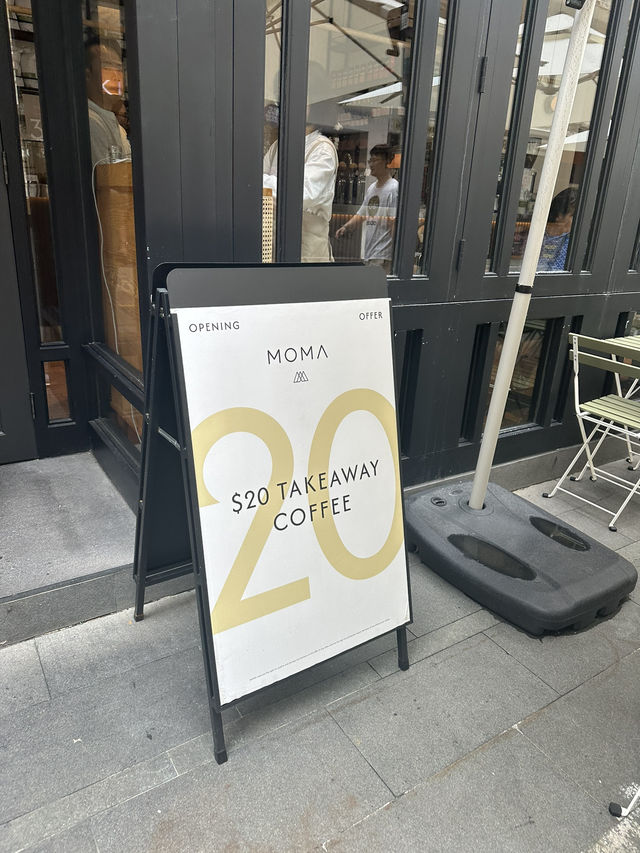 OPENING OFFER
MOMA
20
$20 TAKEAWAY
COFFEE